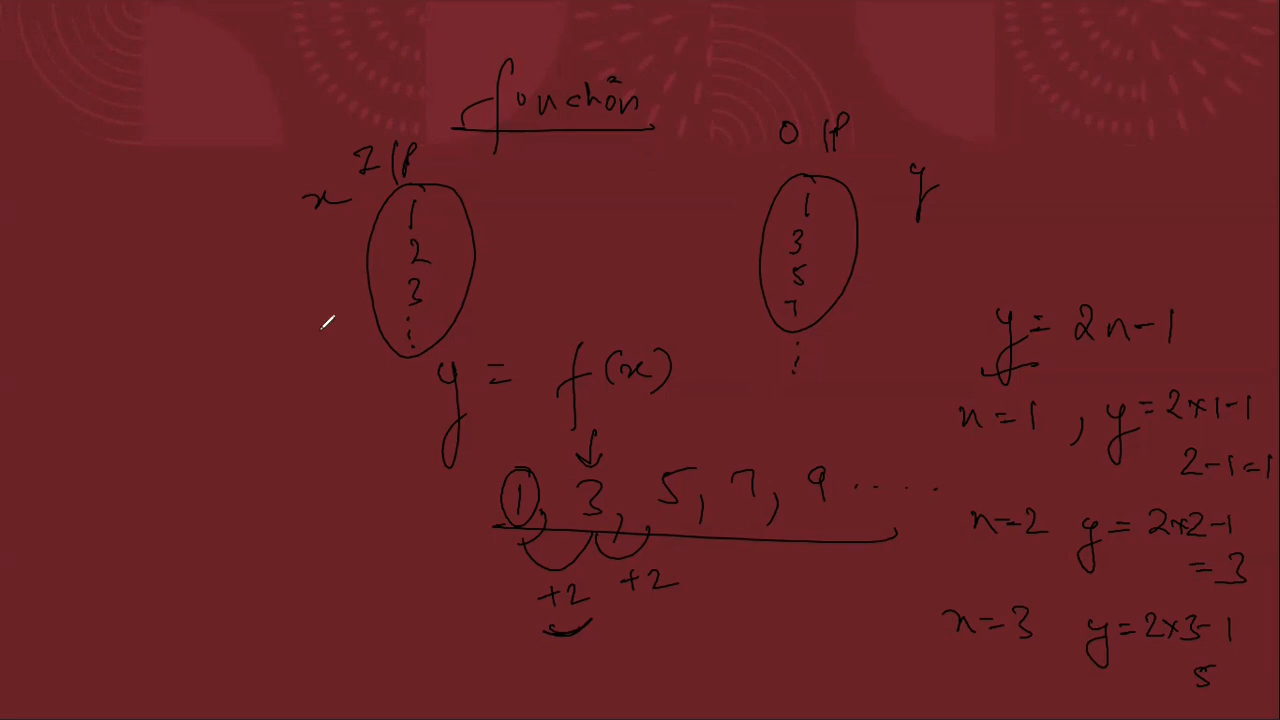 function
I/P
O/P
x
y
1
2
3
⋮
1
3
5
7
⋮
y = f(x)
1, 3, 5, 7, 9 .....
+2 +2
y = 2n-1
n=1, y=2×1-1
2-1=1
n=2 y=2×2-1
=3
n=3 y=2×3-1
5